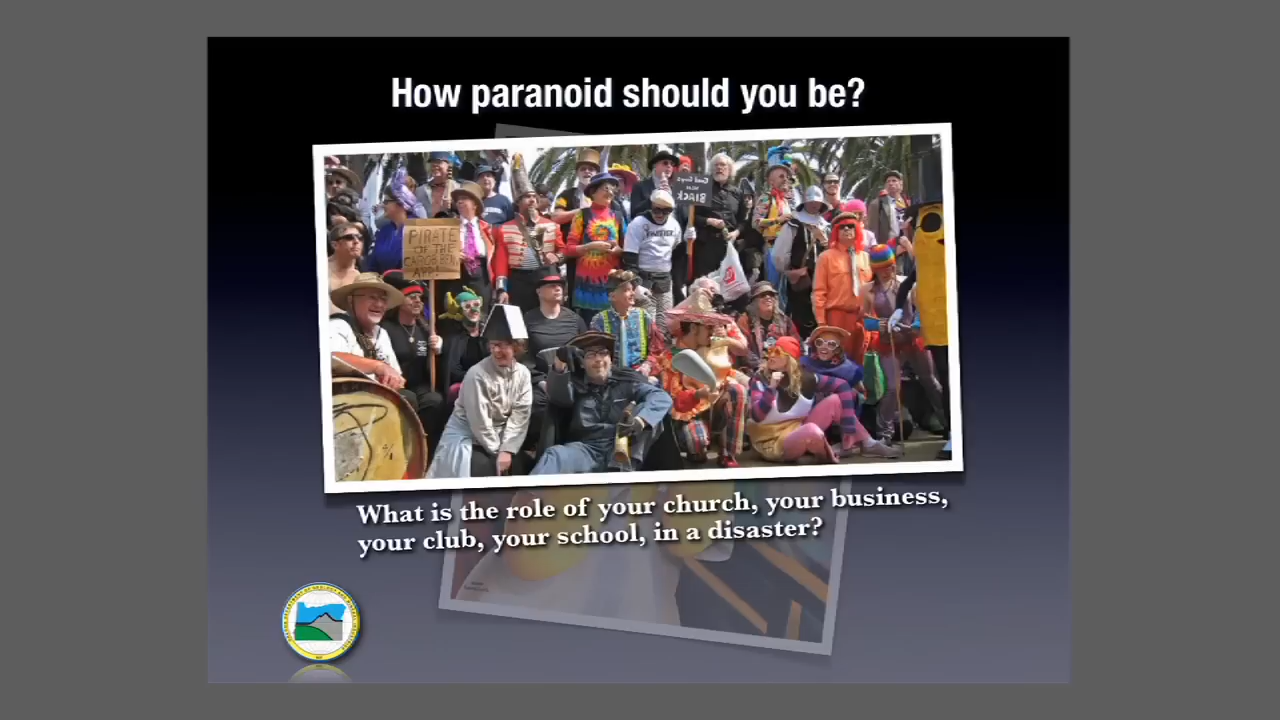 How paranoid should you be?
PIRATE
OF THE
What is the role of your church, your business,
your club, your school, in a disaster?